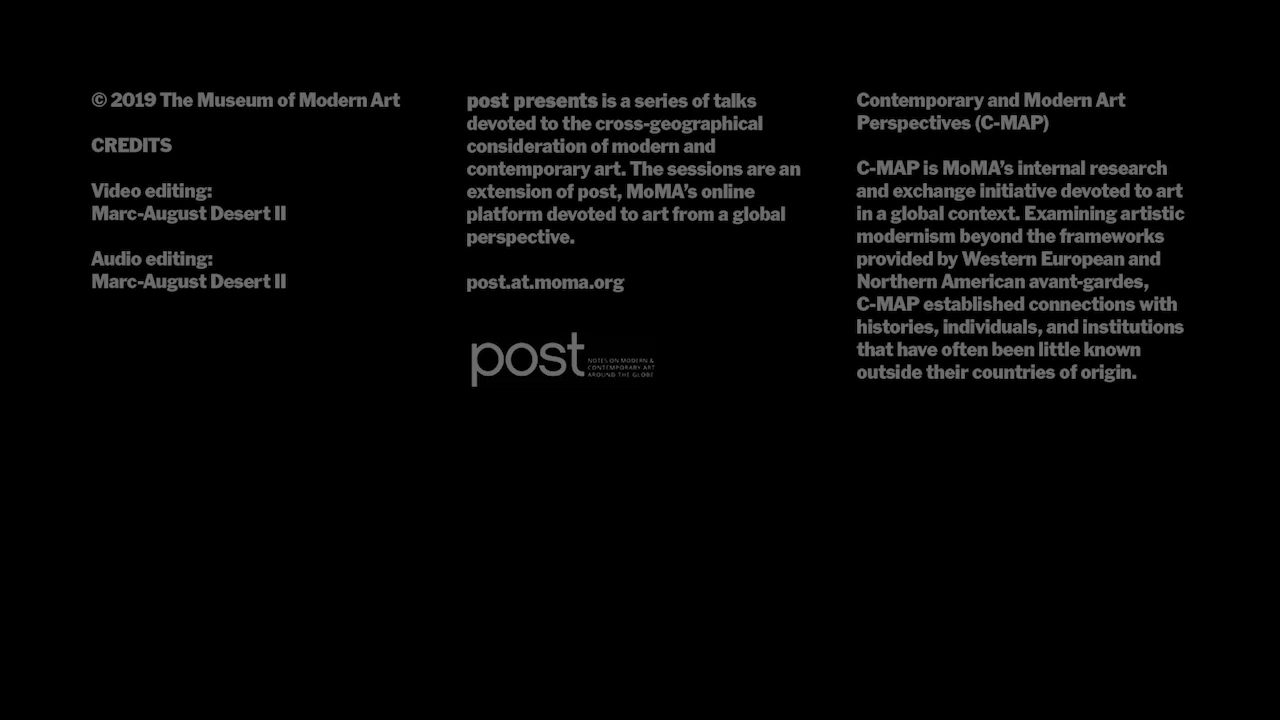 © 2019 The Museum of Modern Art
CREDITS
Video editing:
Marc-August Desert II
Audio editing:
Marc-August Desert II
post presents is a series of talks
devoted to the cross-geographical
consideration of modern and
contemporary art. The sessions are an
extension of post, MoMA’s online
platform devoted to art from a global
perspective.
post.at.moma.org
post
NOTES ON MODERN &
CONTEMPORARY ART
AROUND THE GLOBE
Contemporary and Modern Art
Perspectives (C-MAP)
C-MAP is MoMA’s internal research
and exchange initiative devoted to art
in a global context. Examining artistic
modernism beyond the frameworks
provided by Western European and
Northern American avant-gardes,
C-MAP established connections with
histories, individuals, and institutions
that have often been little known
outside their countries of origin.